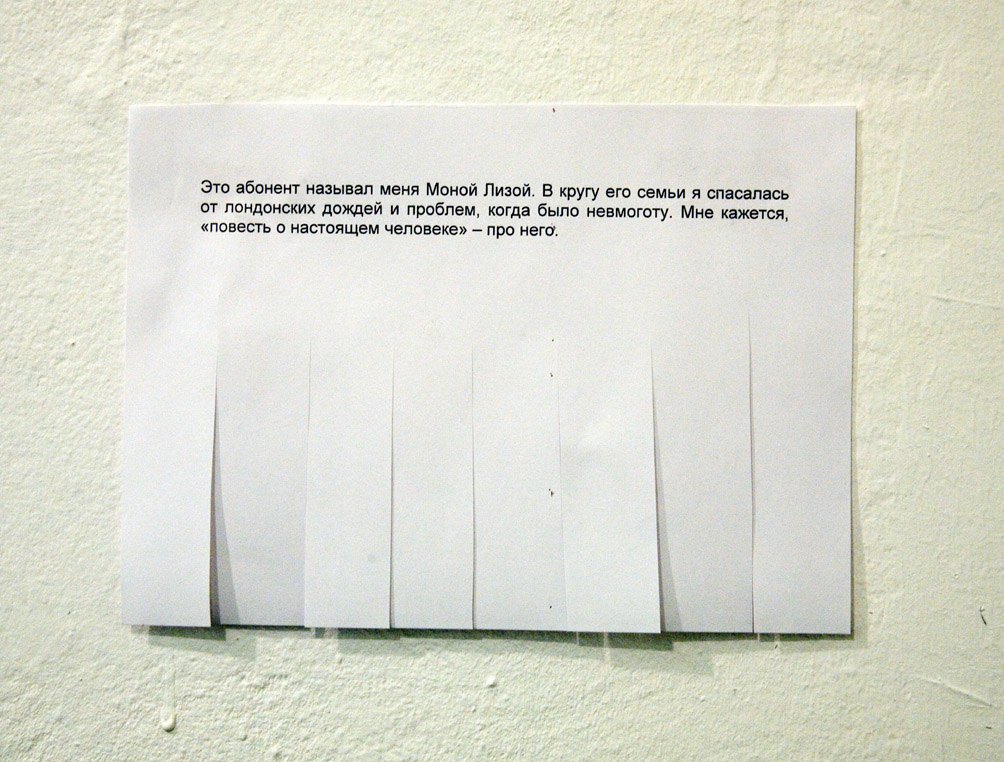 Это абонент называл меня Моной Лизой. В кругу его семьи я спасалась
от лондонских дождей и проблем, когда было невмоготу. Мне кажется,
«повесть о настоящем человеке» – про него.